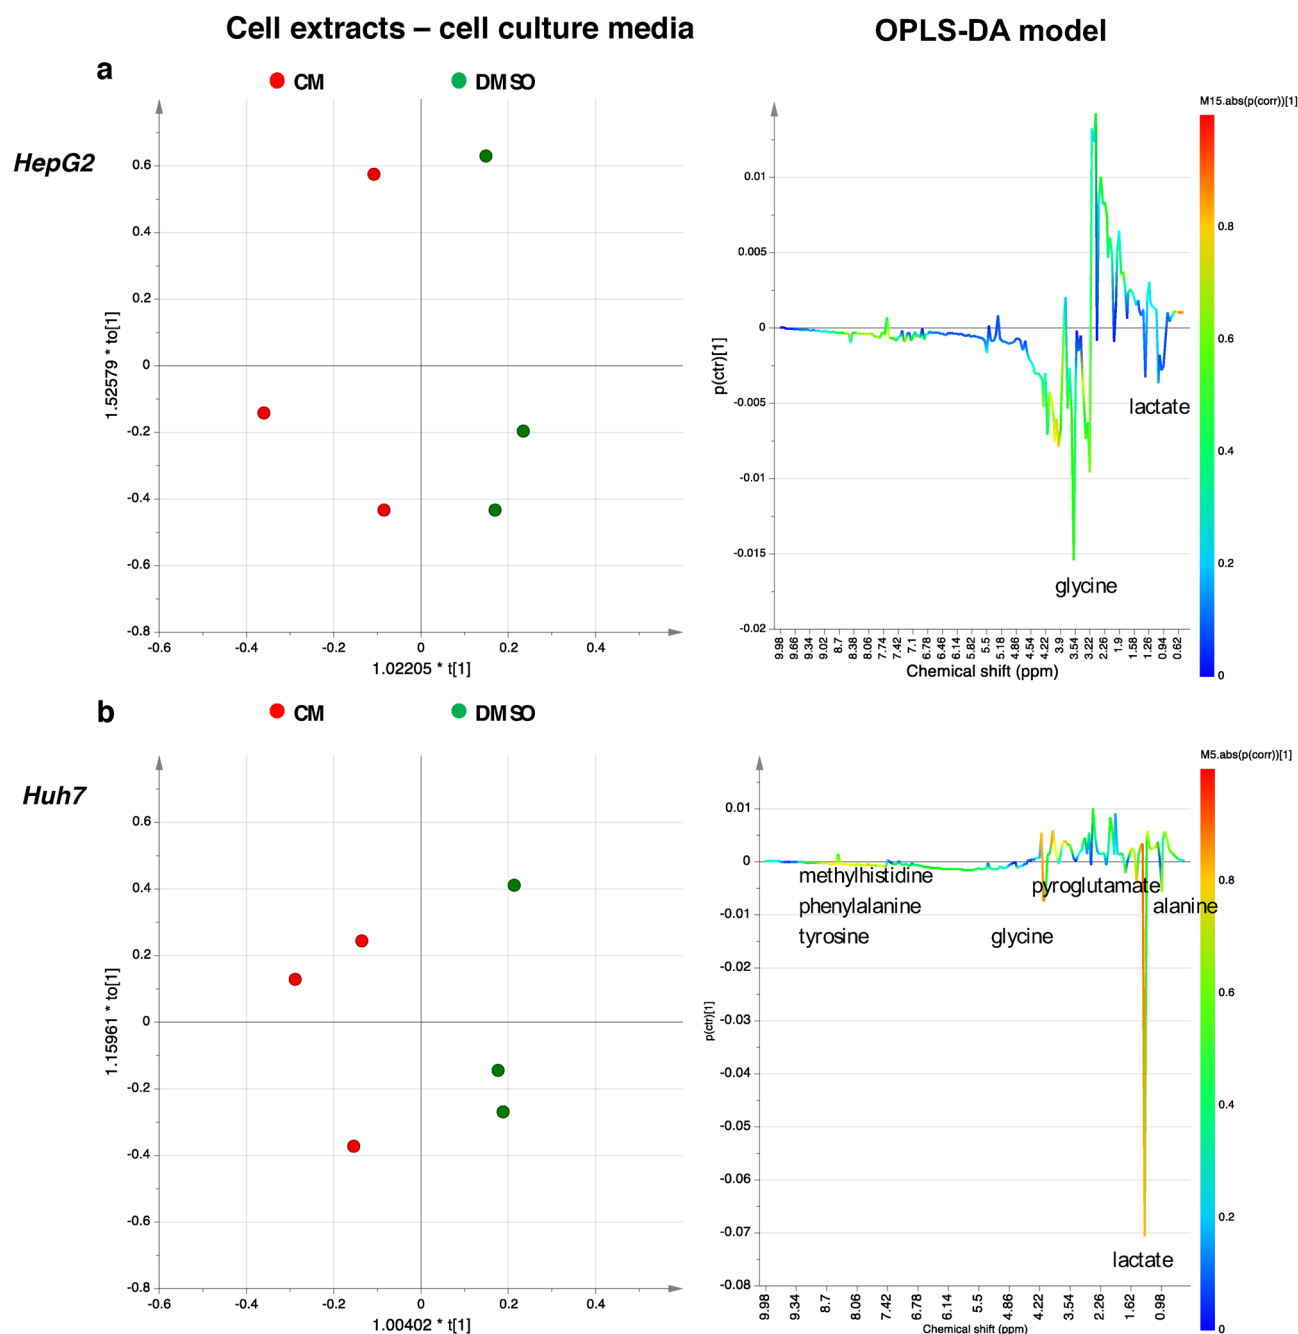 Cell extracts – cell culture media
OPLS-DA model
a
CM
DMSO
HepG2
0.6
0.4
0.2
0
-0.2
-0.4
-0.6
-0.8
1.52579 * to[1]
-0.6
-0.4
-0.2
0
0.2
0.4
1.02205 * t[1]
M15.abs(p(corr))[1]
0.01
0.005
0
-0.005
-0.01
-0.015
-0.02
p(ctr)[1]
lactate
glycine
9.98 9.66 9.34 9.02 8.7 8.38 8.06 7.74 7.42 7.1 6.78 6.46 6.14 5.82 5.5 5.18 4.86 4.54 4.22 3.9 3.54 3.22 2.26 1.9 1.58 1.26 0.94 0.62
Chemical shift (ppm)
0.8
0.6
0.4
0.2
0
b
CM
DMSO
Huh7
0.6
0.4
0.2
0
-0.2
-0.4
-0.6
-0.8
1.15961 * to[1]
-0.6
-0.4
-0.2
0
0.2
0.4
1.00402 * t[1]
M5.abs(p(corr))[1]
0.01
0
-0.01
-0.02
-0.03
-0.04
-0.05
-0.06
-0.07
-0.08
p(ctr)[1]
methylhistidine
phenylalanine
tyrosine
glycine
pyroglutamate
alanine
lactate
9.98 9.34 8.7 8.06 7.42 6.78 6.14 5.5 4.86 4.22 3.54 2.26 1.62 0.98
Chemical shift (ppm)
0.8
0.6
0.4
0.2
0